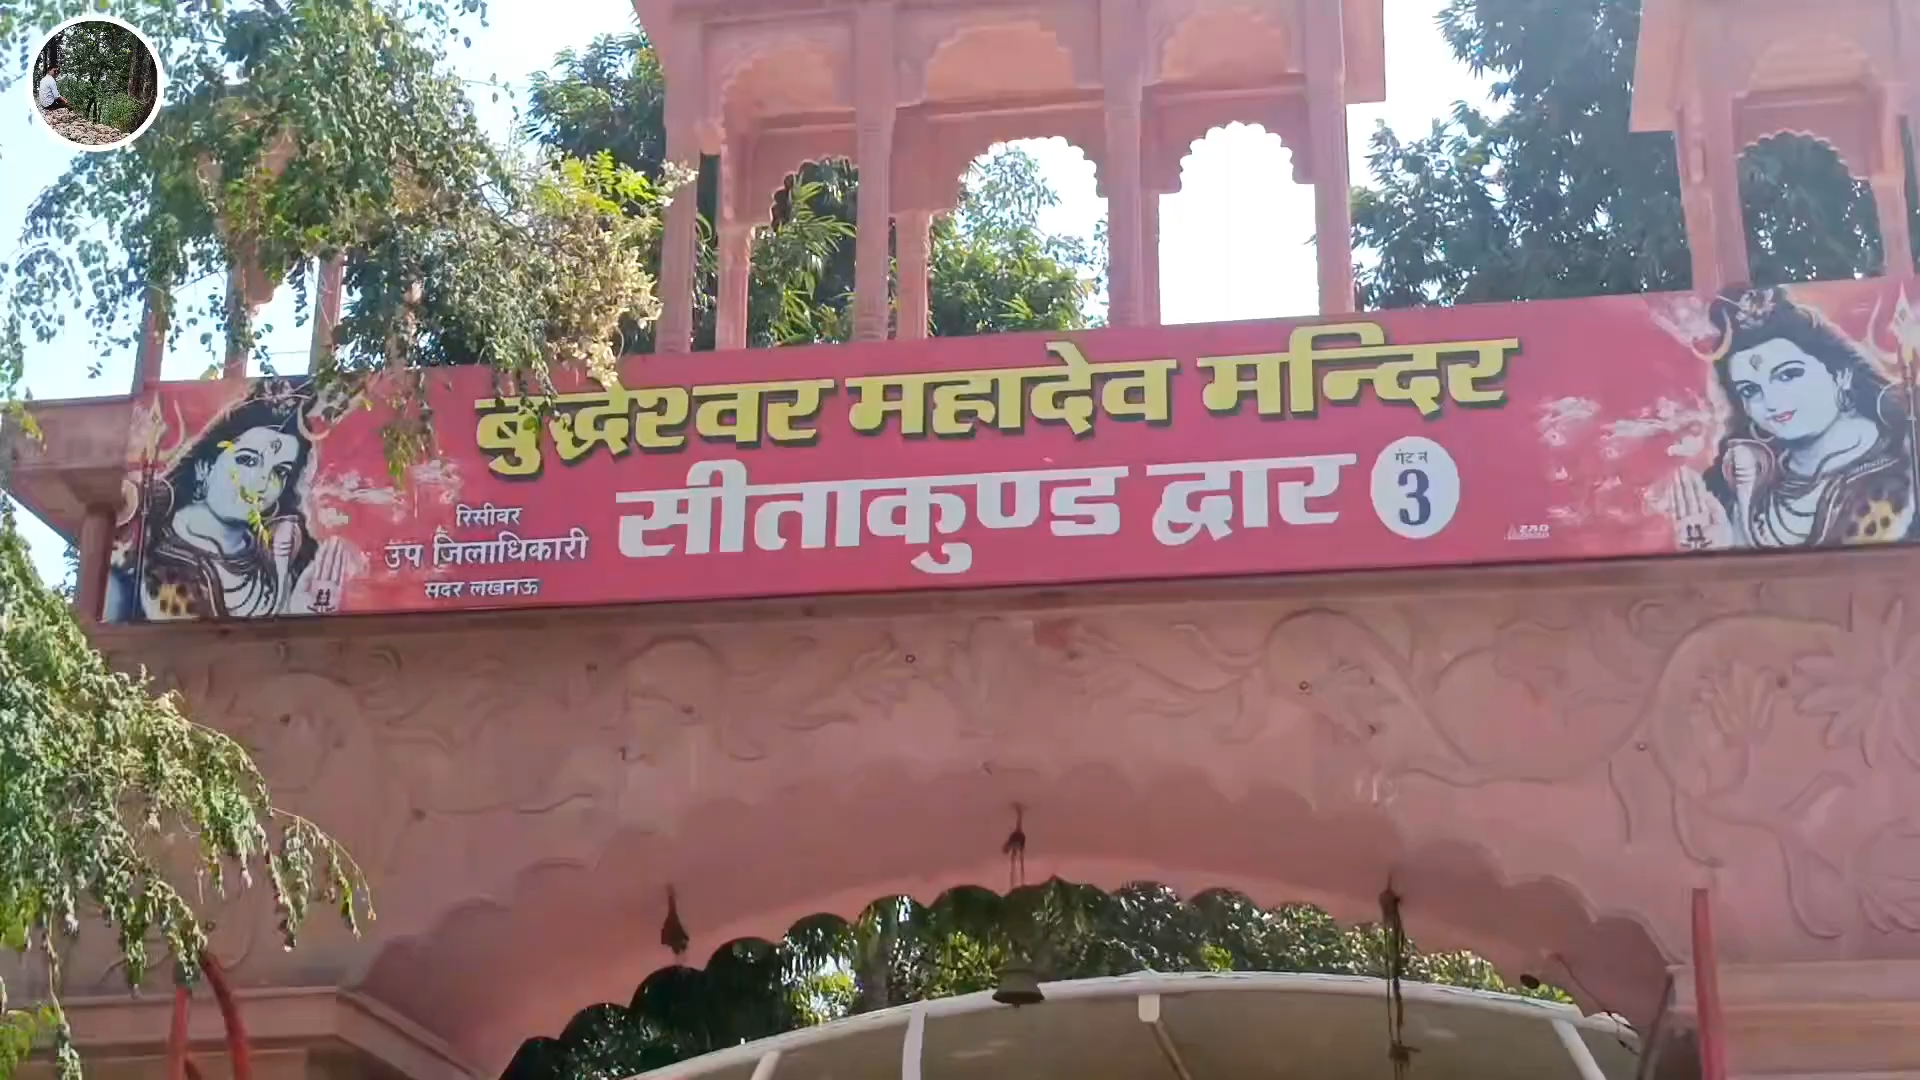 बुद्धेश्वर महादेव मन्दिर
सीताकुण्ड द्वार
गेट न
3
रिसीवर
उप जिलाधिकारी
सदर लखनऊ